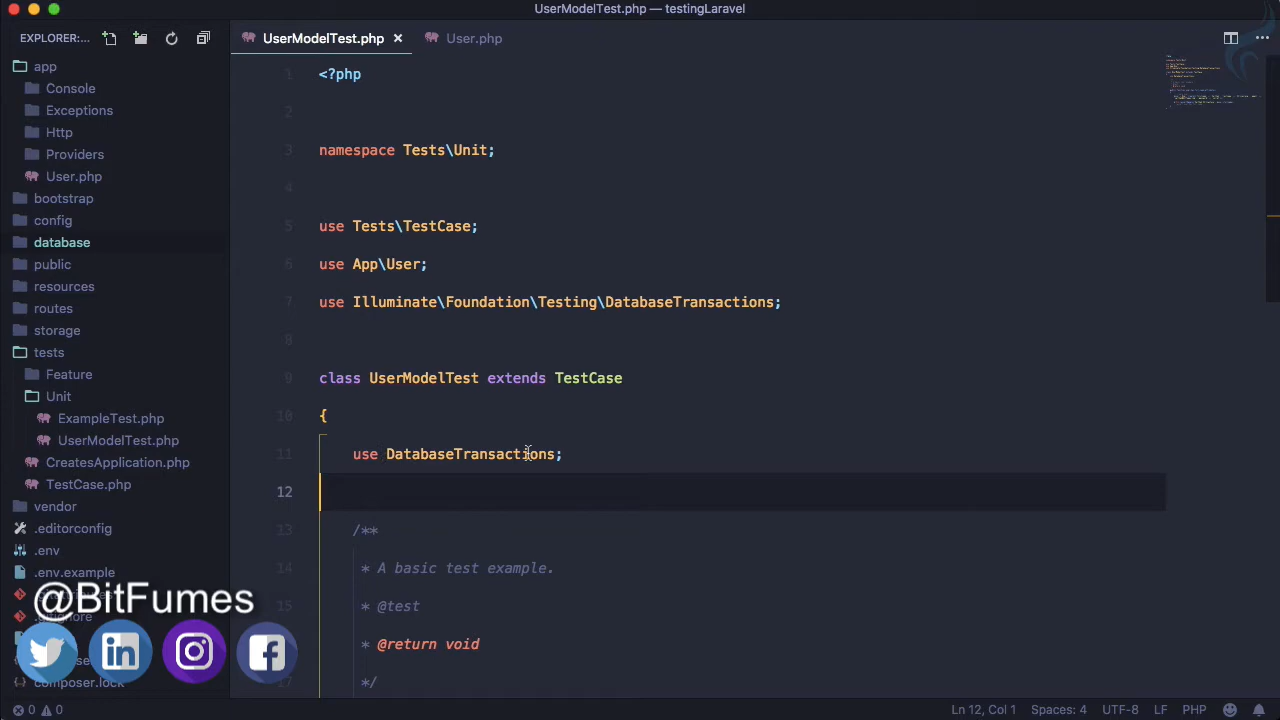 UserModelTest.php — testingLaravel
EXPLORER:...
UserModelTest.php
User.php
app
Console
Exceptions
Http
Providers
User.php
bootstrap
config
database
public
resources
routes
storage
tests
Feature
Unit
ExampleTest.php
UserModelTest.php
CreatesApplication.php
TestCase.php
vendor
.editorconfig
.env
.env.example
.gitignore
composer.lock
@BitFumes
1 <?php
2
3 namespace Tests\Unit;
4
5 use Tests\TestCase;
6 use App\User;
7 use Illuminate\Foundation\Testing\DatabaseTransactions;
8
9 class UserModelTest extends TestCase
10 {
11 use DatabaseTransactions;
12
13 /**
14 * A basic test example.
15 * @test
16 * @return void
17 */
0 0
Ln 12, Col 1 Spaces: 4 UTF-8 LF PHP